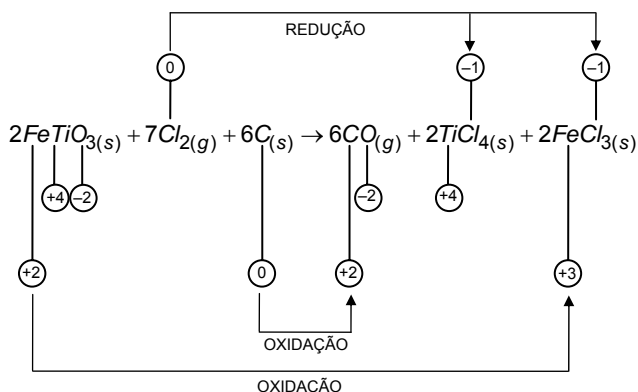 REDUÇÃO
0 –1 –1
2FeTiO3(s) + 7Cl2(g) + 6C(s) → 6CO(g) + 2TiCl4(s) + 2FeCl3(s)
+4 –2 –2 +4
+2 0 +2 +3
OXIDAÇÃO
OXIDAÇÃO